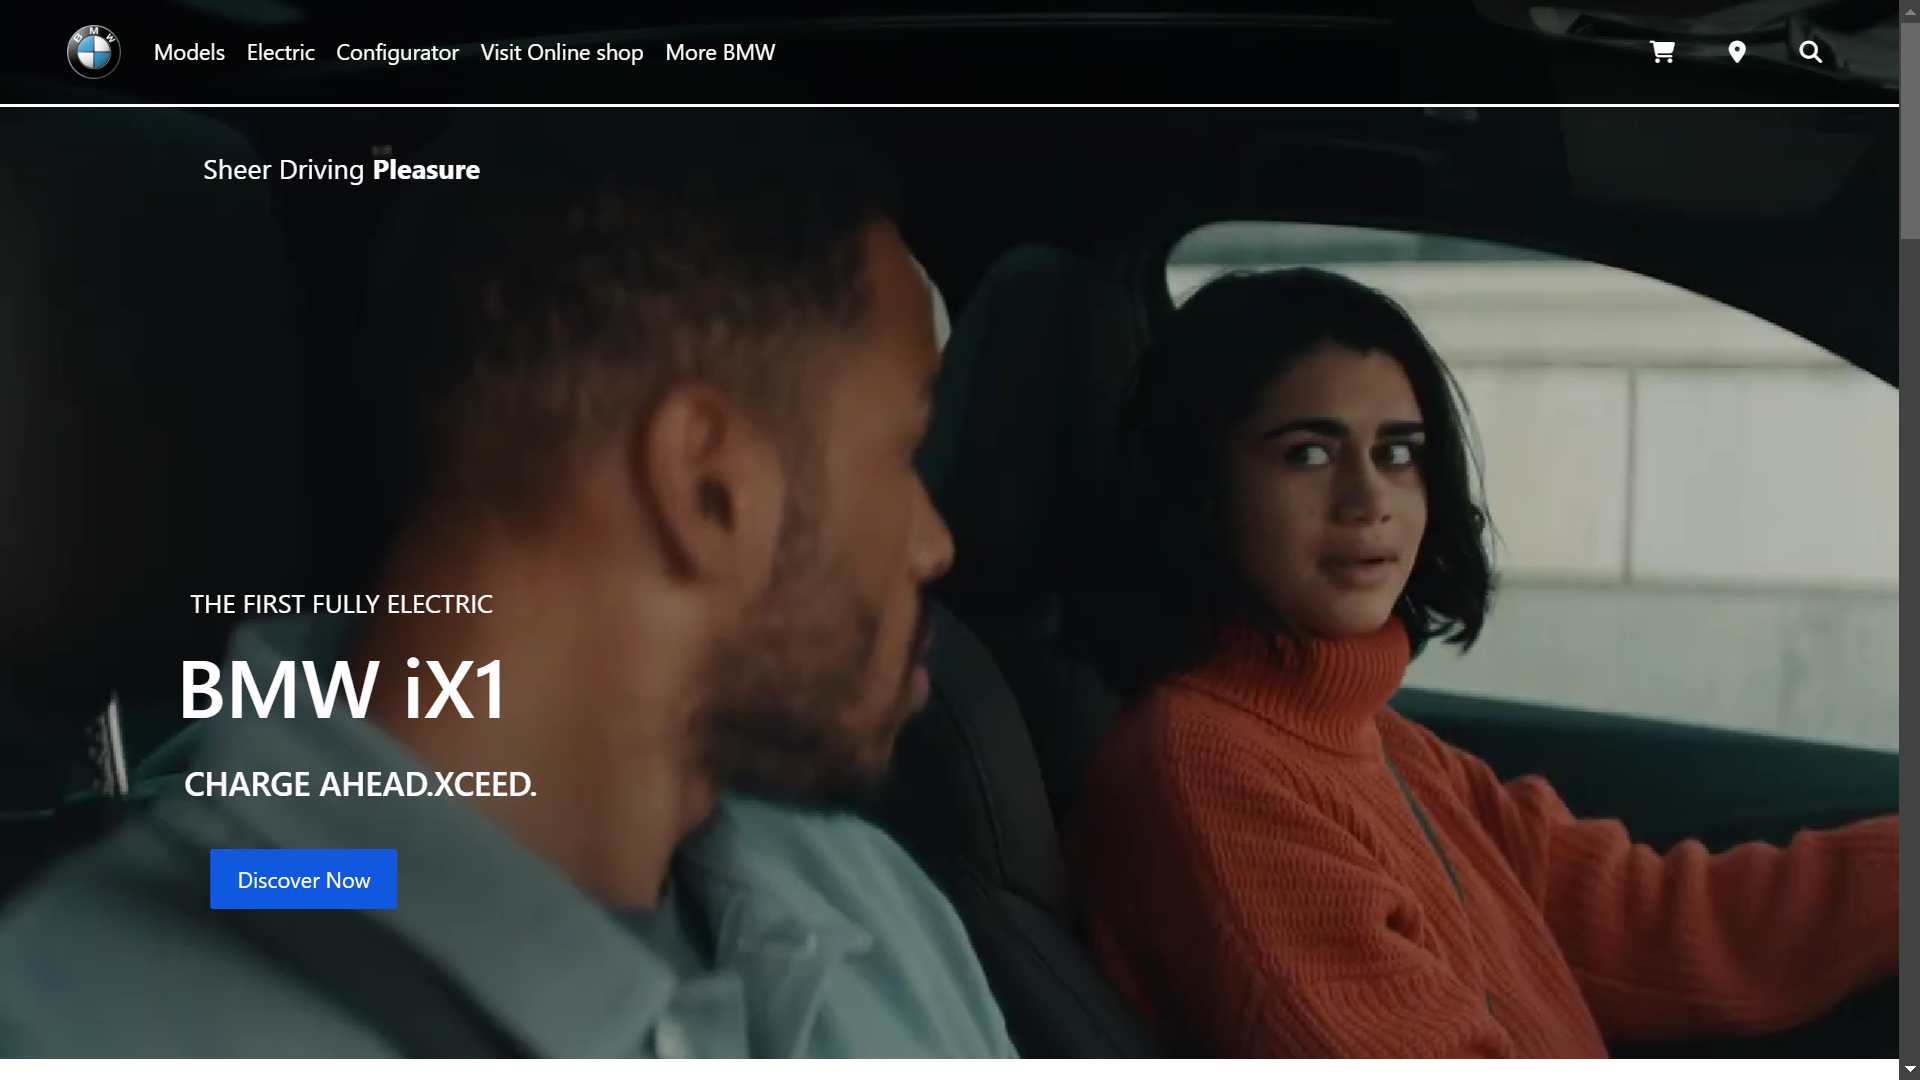 BMW
Models Electric Configurator Visit Online shop More BMW
Sheer Driving Pleasure
THE FIRST FULLY ELECTRIC
BMW iX1
CHARGE AHEAD.XCEED.
Discover Now